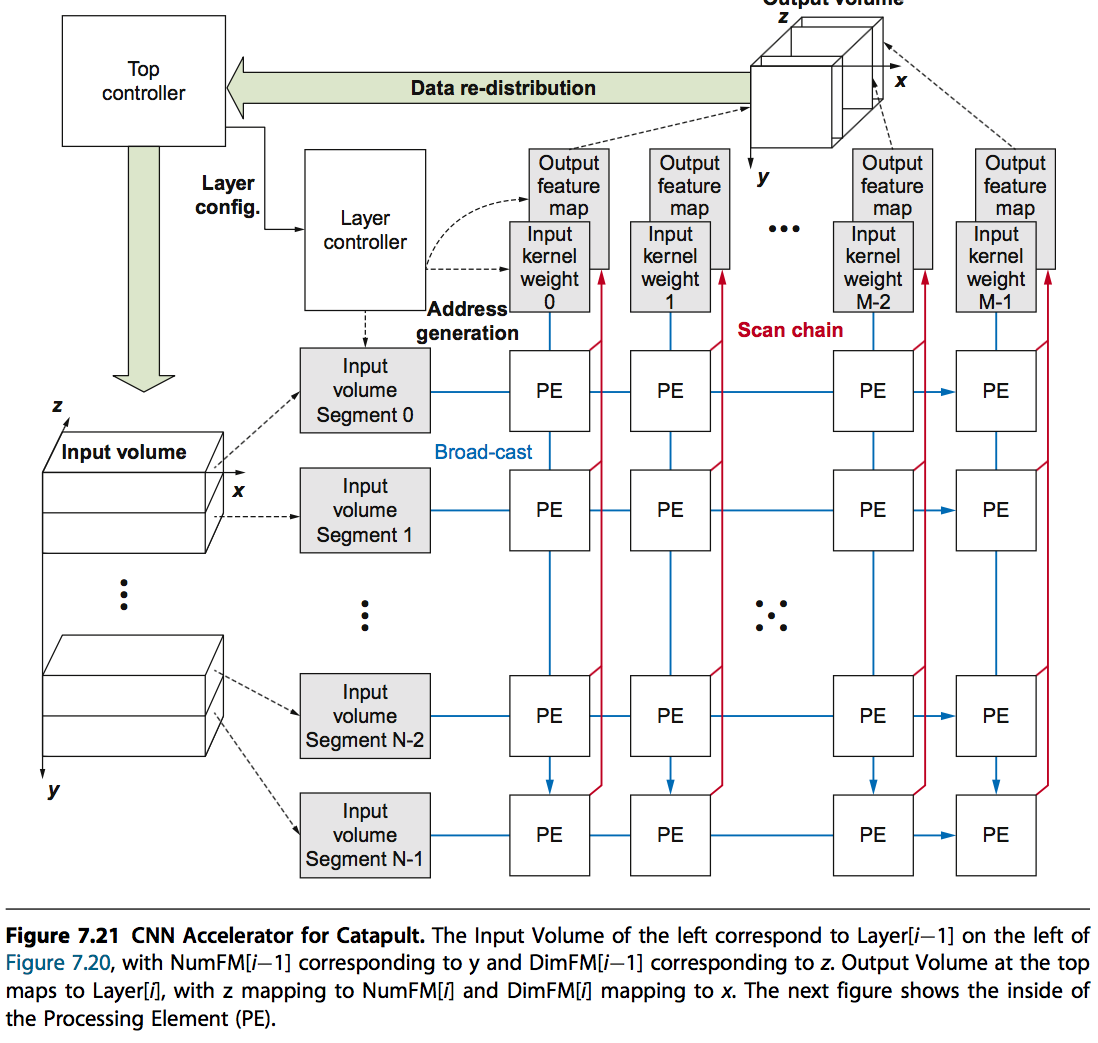 Output volume
z
x
y
Top
controller
Data re-distribution
Layer
config.
Layer
controller
Output
feature
map
Output
feature
map
Output
feature
map
Output
feature
map
Input
kernel
weight
0
Input
kernel
weight
1
Input
kernel
weight
M-2
Input
kernel
weight
M-1
Address
generation
Scan chain
Input
volume
Segment 0
PE
PE
PE
PE
z
Input volume
x
Broad-cast
Input
volume
Segment 1
PE
PE
PE
PE
Input
volume
Segment N-2
PE
PE
PE
PE
y
Input
volume
Segment N-1
PE
PE
PE
PE
Figure 7.21 CNN Accelerator for Catapult. The Input Volume of the left correspond to Layer[i−1] on the left of
Figure 7.20, with NumFM[i−1] corresponding to y and DimFM[i−1] corresponding to z. Output Volume at the top
maps to Layer[i], with z mapping to NumFM[i] and DimFM[i] mapping to x. The next figure shows the inside of
the Processing Element (PE).